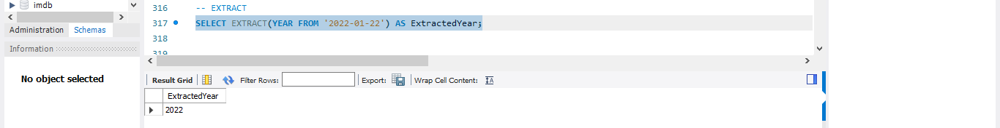 imdb
Administration Schemas
Information
No object selected
316 -- EXTRACT
317 SELECT EXTRACT(YEAR FROM '2022-01-22') AS ExtractedYear;
318
319
Result Grid Filter Rows: Export: Wrap Cell Content: IA
ExtractedYear
2022